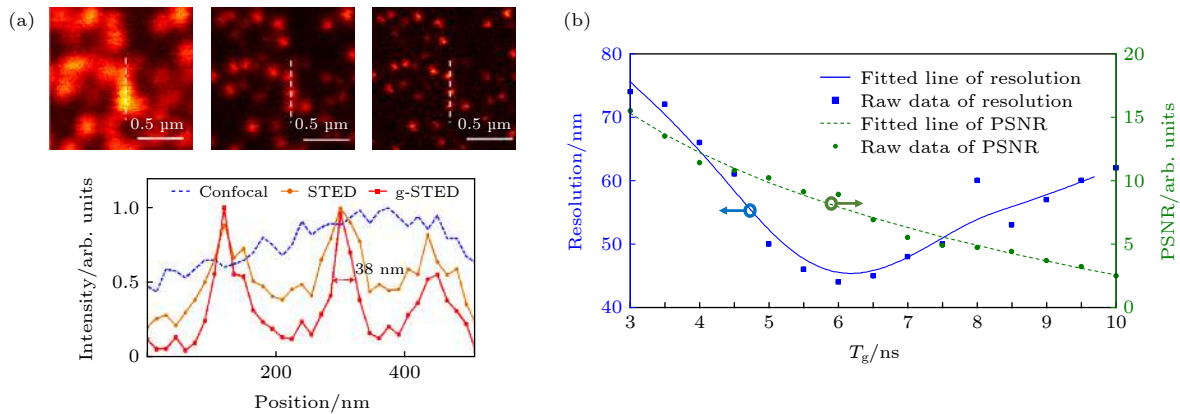 (a)
0.5 µm
0.5 µm
0.5 µm
Confocal STED g-STED
1.0
0.5
0
38 nm
200 400
Intensity/arb. units
Position/nm
(b)
80
70
60
50
40
Resolution/nm
20
15
10
5
0
PSNR/arb. units
Fitted line of resolution
Raw data of resolution
Fitted line of PSNR
Raw data of PSNR
3 4 5 6 7 8 9 10
Tg/ns